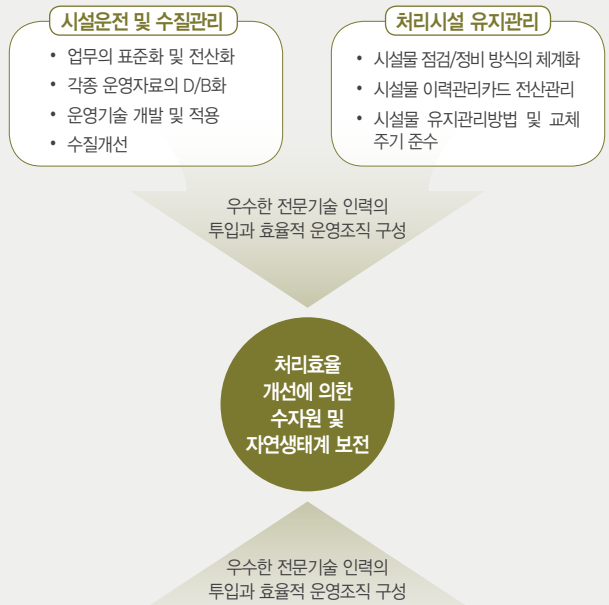 시설운전 및 수질관리
• 업무의 표준화 및 전산화
• 각종 운영자료의 D/B화
• 운영기술 개발 및 적용
• 수질개선
처리시설 유지관리
• 시설물 점검/정비 방식의 체계화
• 시설물 이력관리카드 전산관리
• 시설물 유지관리방법 및 교체
주기 준수
우수한 전문기술 인력의
투입과 효율적 운영조직 구성
처리효율
개선에 의한
수자원 및
자연생태계 보전
우수한 전문기술 인력의
투입과 효율적 운영조직 구성